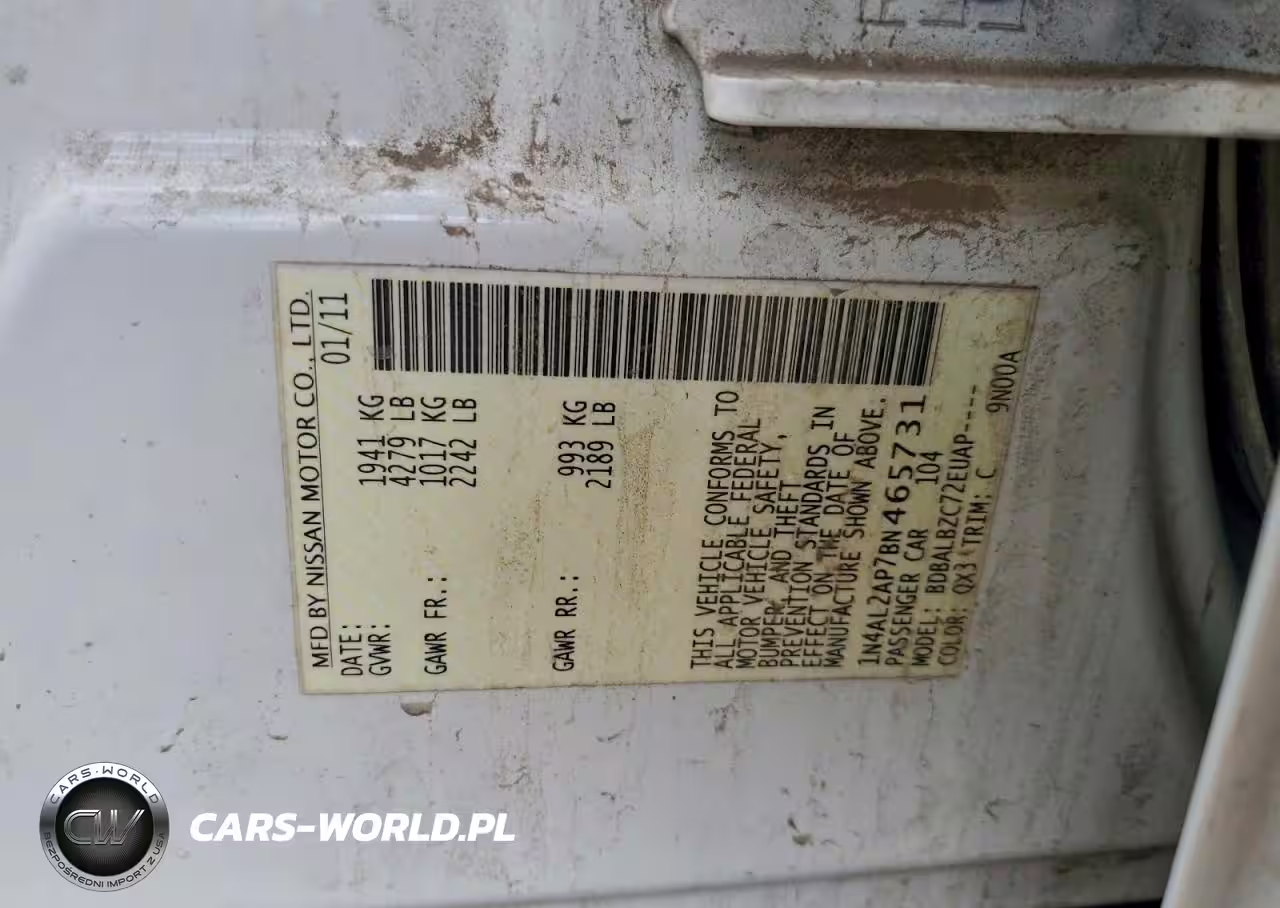 MFD BY NISSAN MOTOR CO., LTD.
DATE: 01/11
GVWR: 1941 KG
4279 LB
GAWR FR.: 1017 KG
2242 LB
GAWR RR.: 993 KG
2189 LB
THIS VEHICLE CONFORMS TO
ALL APPLICABLE FEDERAL
MOTOR VEHICLE SAFETY,
BUMPER, AND THEFT
PREVENTION STANDARDS IN
EFFECT ON THE DATE OF
MANUFACTURE SHOWN ABOVE.
1N4AL2AP7BN465731
PASSENGER CAR 104
MODEL: BDBALBZC72EUAP----
COLOR: QX3 TRIM: C 9N00A
CARS-WORLD
CW
BEZPOŚREDNI IMPORT Z USA
CARS-WORLD.PL